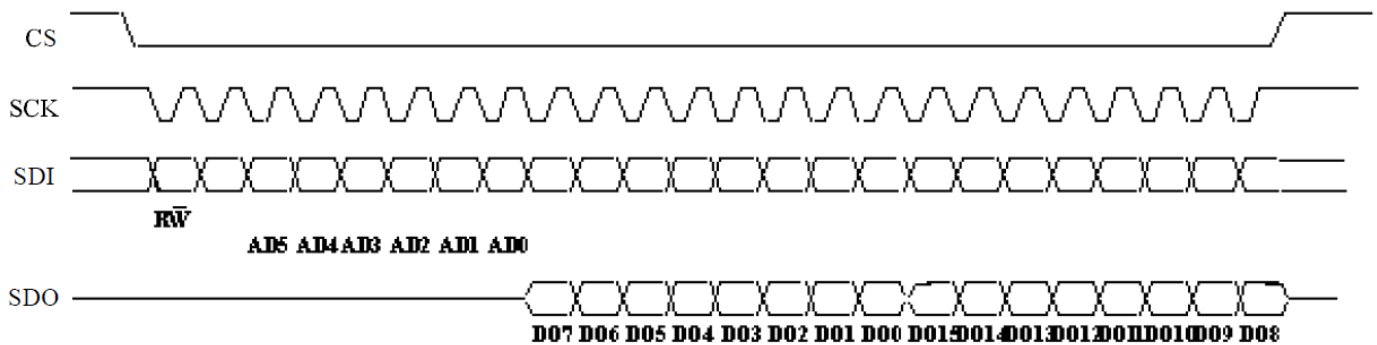 CS
SCK
SDI
RW̅
AD5 AD4 AD3 AD2 AD1 AD0
SDO
D07 D06 D05 D04 D03 D02 D01 D00 D015 D014 D013 D012 D011 D010 D09 D08